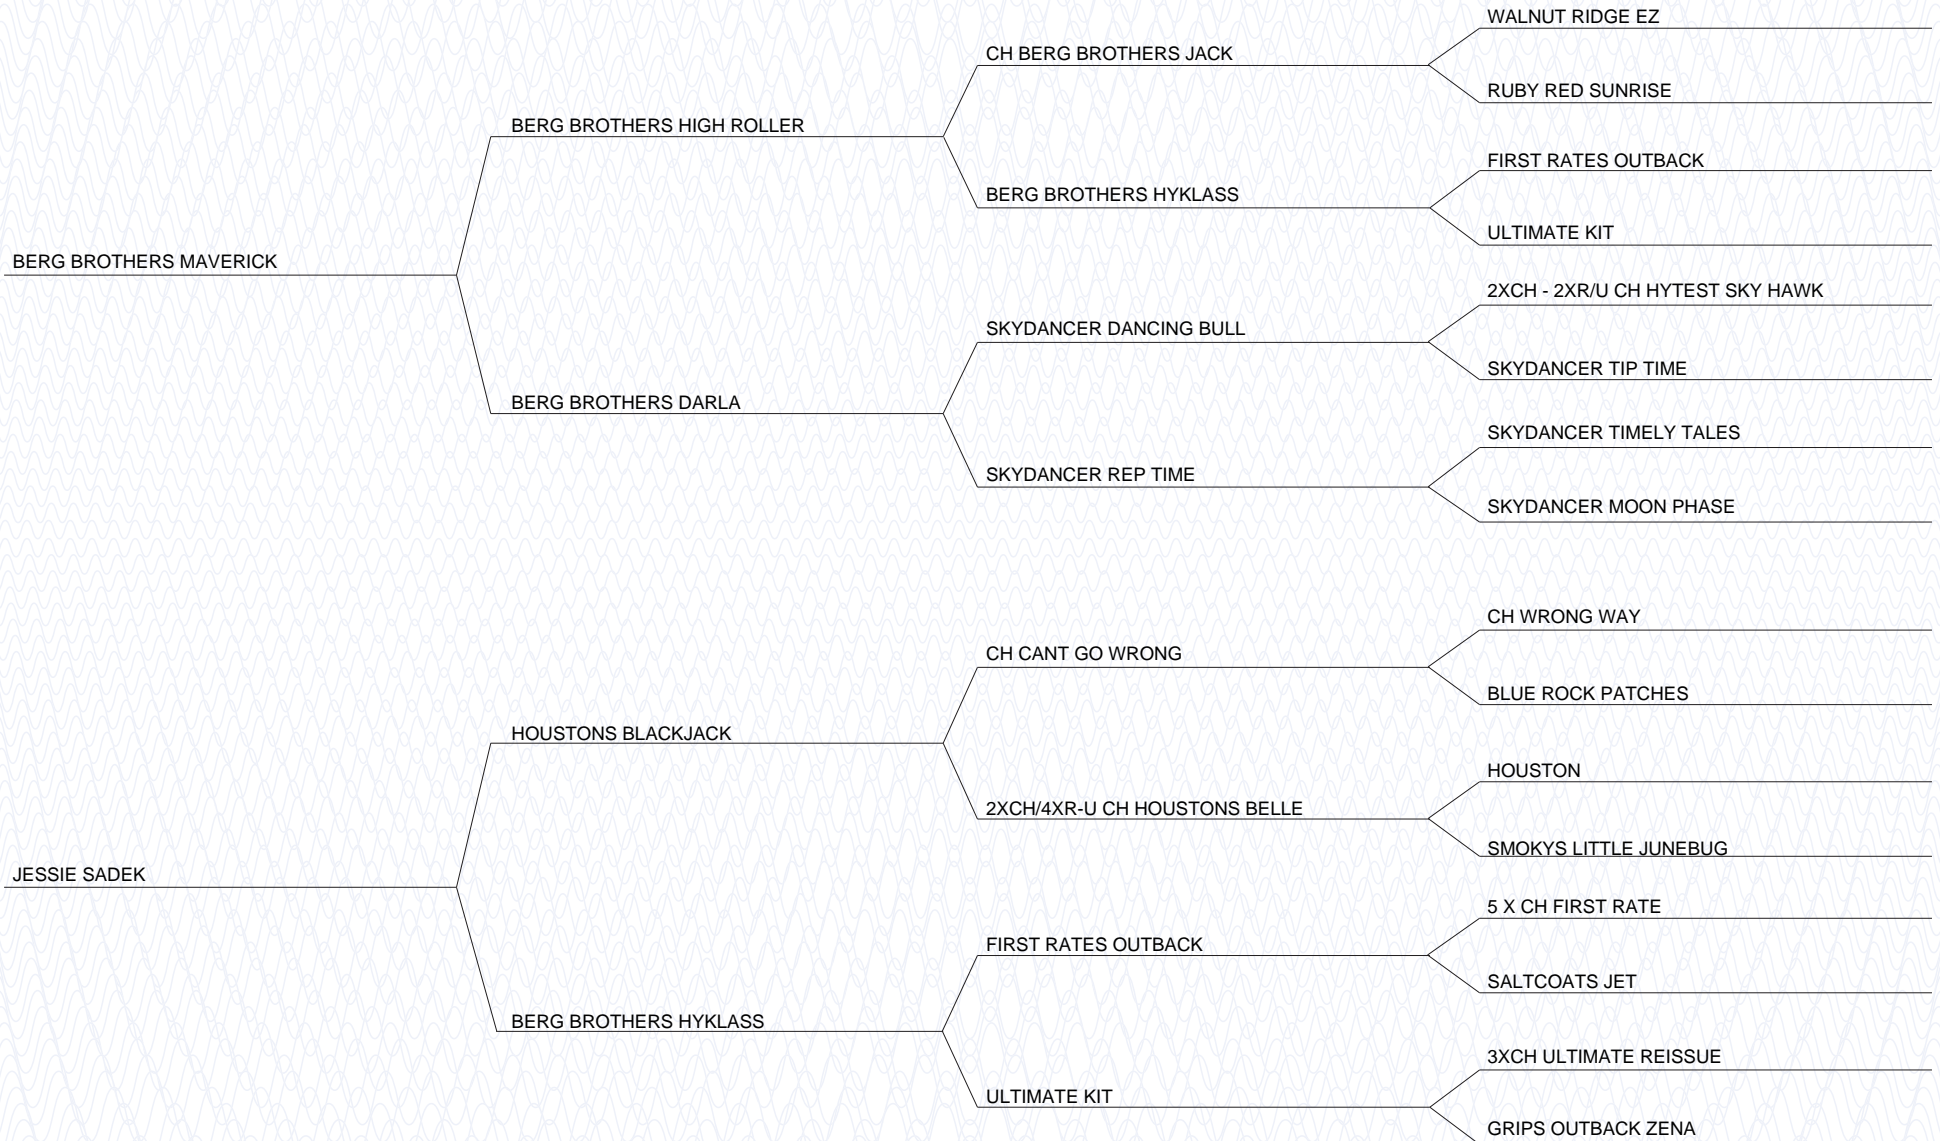 WALNUT RIDGE EZ
CH BERG BROTHERS JACK
RUBY RED SUNRISE
BERG BROTHERS HIGH ROLLER
FIRST RATES OUTBACK
BERG BROTHERS HYKLASS
ULTIMATE KIT
BERG BROTHERS MAVERICK
2XCH - 2XR/U CH HYTEST SKY HAWK
SKYDANCER DANCING BULL
SKYDANCER TIP TIME
BERG BROTHERS DARLA
SKYDANCER TIMELY TALES
SKYDANCER REP TIME
SKYDANCER MOON PHASE
CH WRONG WAY
CH CANT GO WRONG
BLUE ROCK PATCHES
HOUSTONS BLACKJACK
HOUSTON
2XCH/4XR-U CH HOUSTONS BELLE
SMOKYS LITTLE JUNEBUG
JESSIE SADEK
5 X CH FIRST RATE
FIRST RATES OUTBACK
SALTCOATS JET
BERG BROTHERS HYKLASS
3XCH ULTIMATE REISSUE
ULTIMATE KIT
GRIPS OUTBACK ZENA